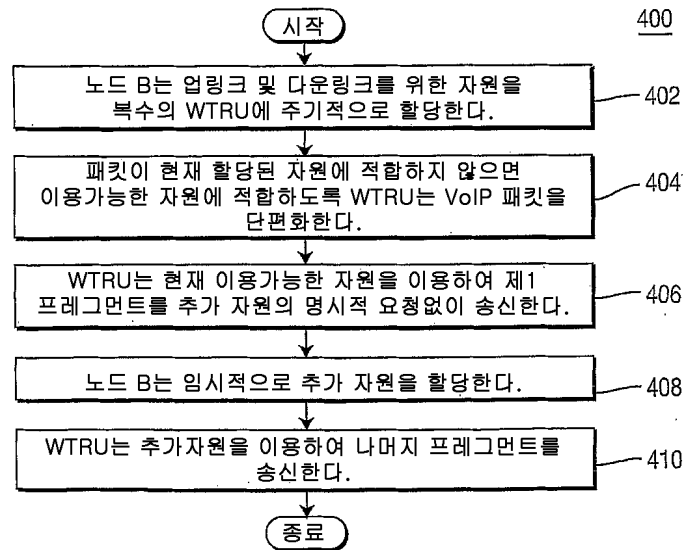 400
시작
노드 B는 업링크 및 다운링크를 위한 자원을
복수의 WTRU에 주기적으로 할당한다.
402
패킷이 현재 할당된 자원에 적합하지 않으면
이용가능한 자원에 적합하도록 WTRU는 VoIP 패킷을
단편화한다.
404
WTRU는 현재 이용가능한 자원을 이용하여 제1
프레그먼트를 추가 자원의 명시적 요청없이 송신한다.
406
노드 B는 임시적으로 추가 자원을 할당한다.
408
WTRU는 추가자원을 이용하여 나머지 프레그먼트를
송신한다.
410
종료